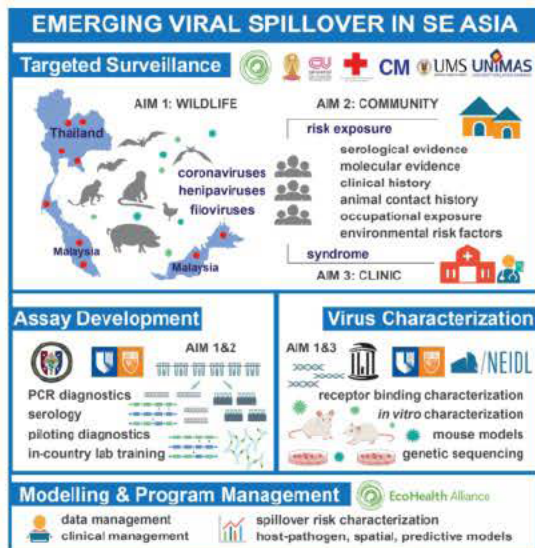 EMERGING VIRAL SPILLOVER IN SE ASIA
Targeted Surveillance
CM
UMS
UNIMAS
AIM 1: WILDLIFE
Thailand
coronaviruses
henipaviruses
filoviruses
Malaysia
Malaysia
AIM 2: COMMUNITY
risk exposure
serological evidence
molecular evidence
clinical history
animal contact history
occupational exposure
environmental risk factors
syndrome
AIM 3: CLINIC
Assay Development
AIM 1&2
PCR diagnostics
serology
piloting diagnostics
in-country lab training
Virus Characterization
AIM 1&3
/NEIDL
receptor binding characterization
in vitro characterization
mouse models
genetic sequencing
Modelling & Program Management
EcoHealth Alliance
data management
clinical management
spillover risk characterization
host-pathogen, spatial, predictive models